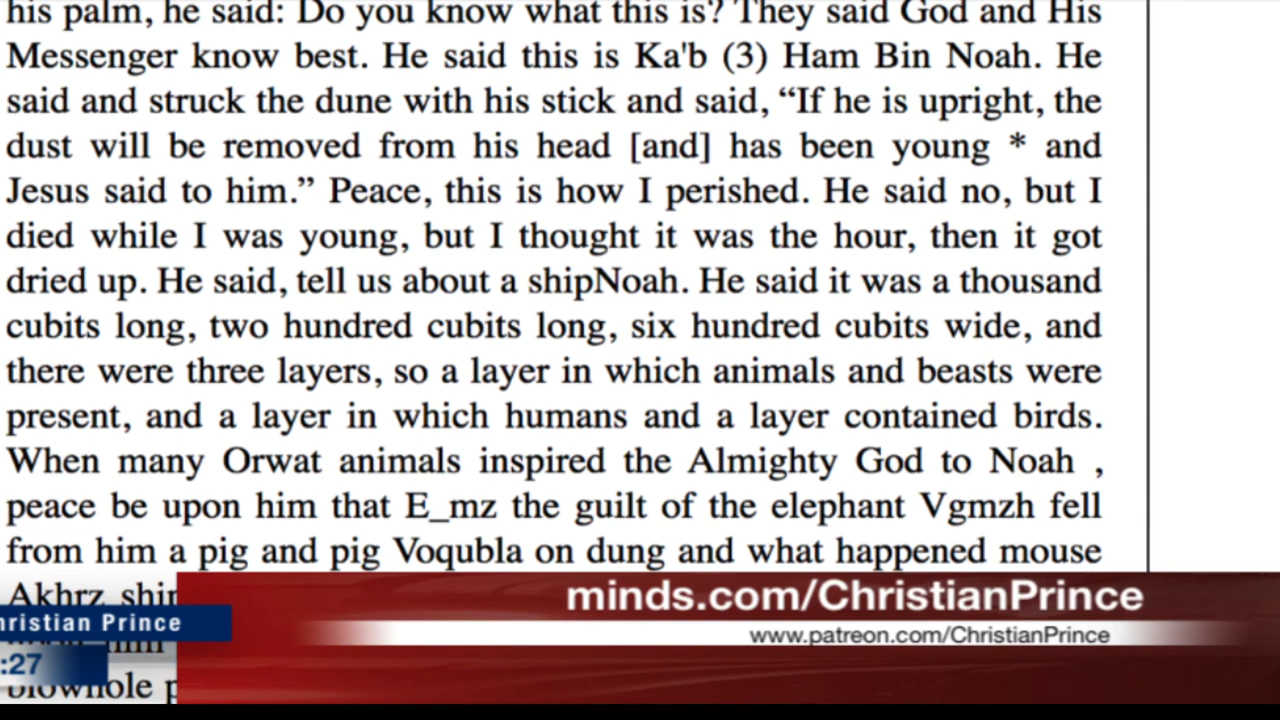 his palm, he said: Do you know what this is? They said God and His
Messenger know best. He said this is Ka'b (3) Ham Bin Noah. He
said and struck the dune with his stick and said, “If he is upright, the
dust will be removed from his head [and] has been young * and
Jesus said to him.” Peace, this is how I perished. He said no, but I
died while I was young, but I thought it was the hour, then it got
dried up. He said, tell us about a shipNoah. He said it was a thousand
cubits long, two hundred cubits long, six hundred cubits wide, and
there were three layers, so a layer in which animals and beasts were
present, and a layer in which humans and a layer contained birds.
When many Orwat animals inspired the Almighty God to Noah ,
peace be upon him that E_mz the guilt of the elephant Vgmzh fell
from him a pig and pig Voqubla on dung and what happened mouse
Akhrz
minds.com/ChristianPrince
hristian Prince
www.patreon.com/ChristianPrince
him
:27
blowhole p